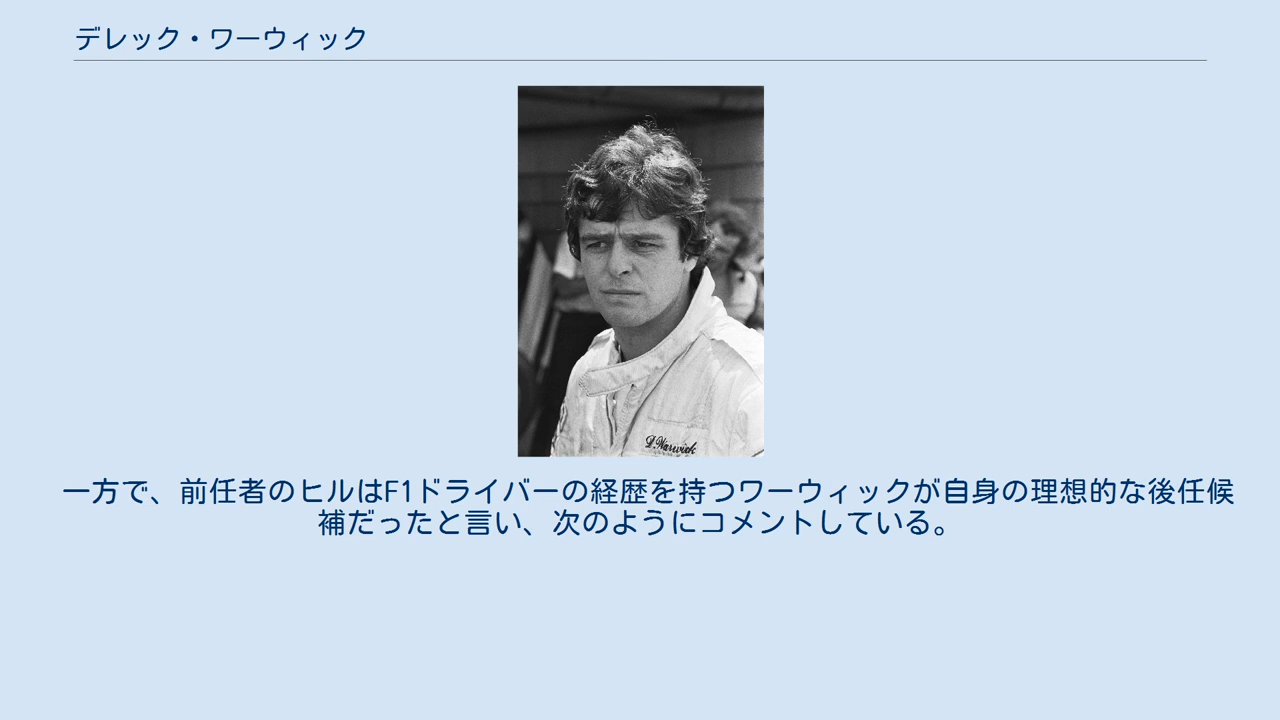 デレック・ワーウィック
D.Warwick
一方で、前任者のヒルはF1ドライバーの経歴を持つワーウィックが自身の理想的な後任候
補だったと言い、次のようにコメントしている。